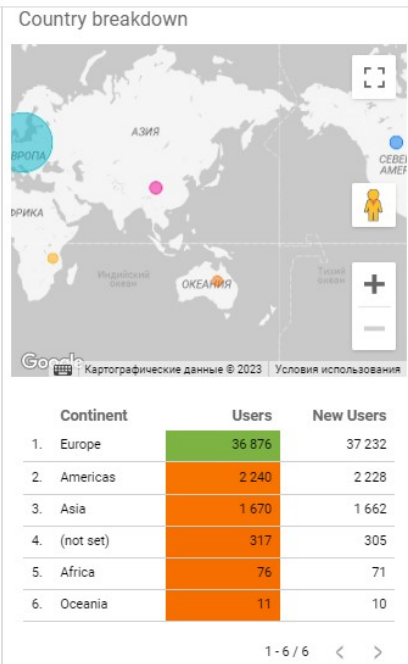 Country breakdown
АЗИЯ
ЕВРОПА
СЕВЕ
АМЕР
ФРИКА
Индийский
океан
ОКЕАНИЯ
Тихий
океан
Google
Картографические данные © 2023 Условия использования
Continent Users New Users
1. Europe 36 876 37 232
2. Americas 2 240 2 228
3. Asia 1 670 1 662
4. (not set) 317 305
5. Africa 76 71
6. Oceania 11 10
1 - 6 / 6